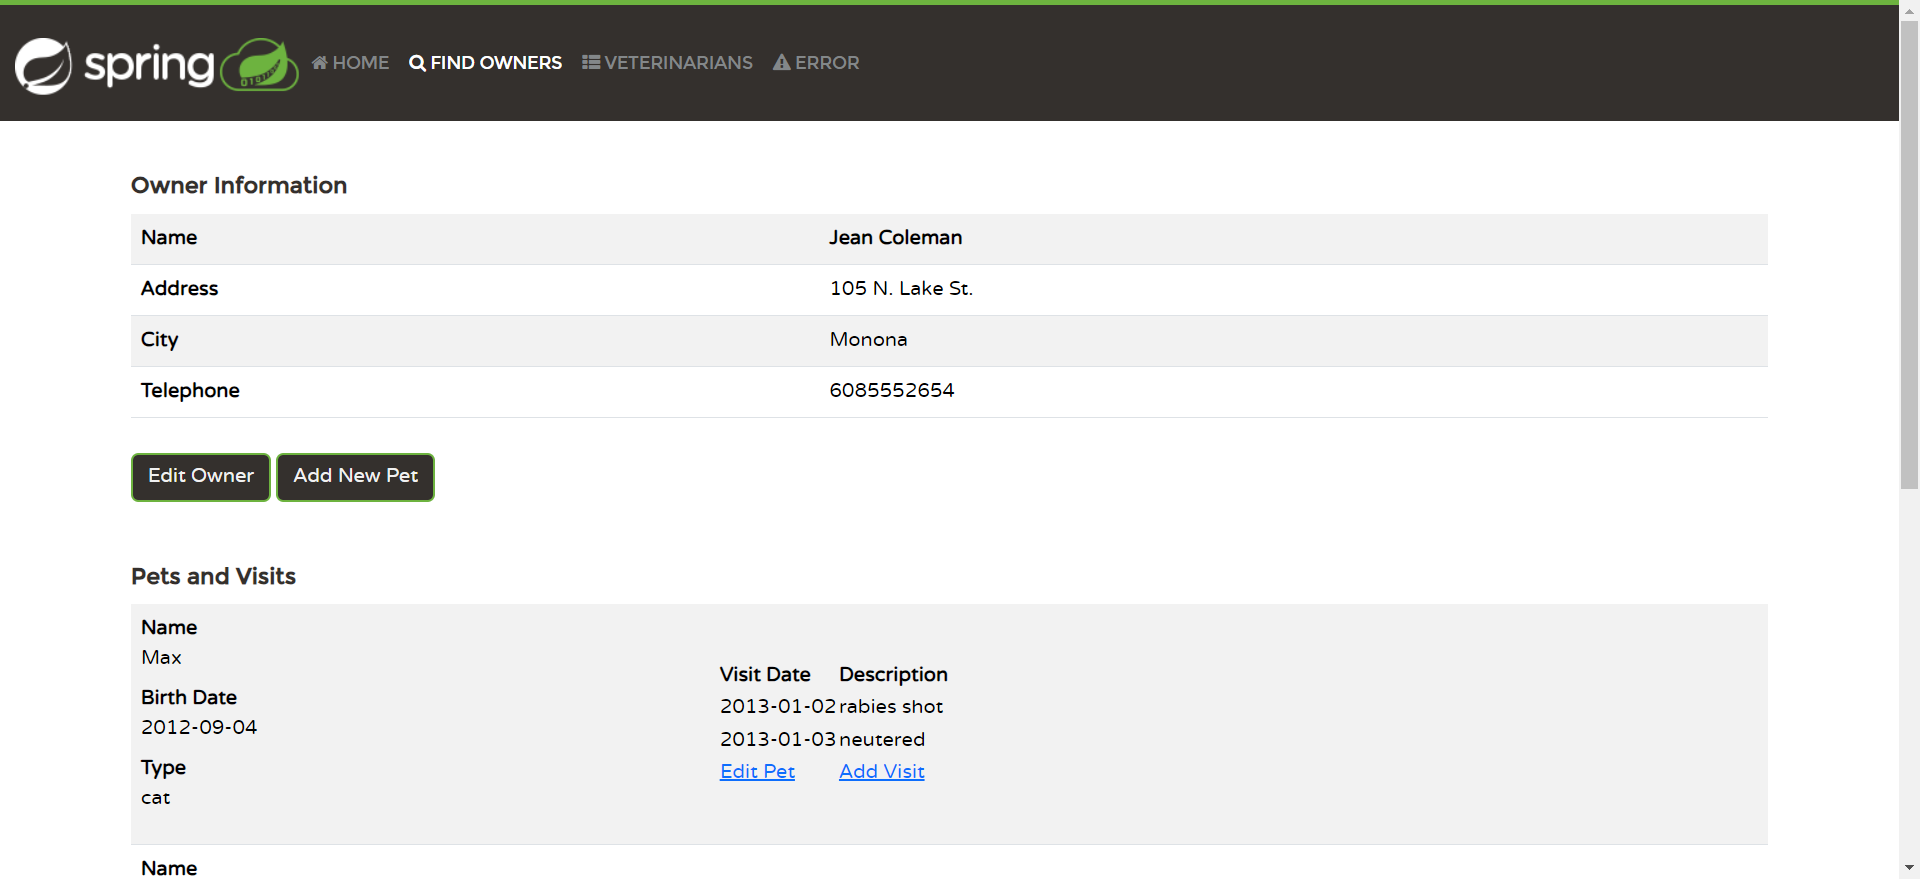 spring HOME FIND OWNERS VETERINARIANS ERROR
Owner Information
Name Jean Coleman
Address 105 N. Lake St.
City Monona
Telephone 6085552654
Edit Owner Add New Pet
Pets and Visits
Name
Max
Birth Date
2012-09-04
Type
cat
Visit Date Description
2013-01-02 rabies shot
2013-01-03 neutered
Edit Pet Add Visit
Name